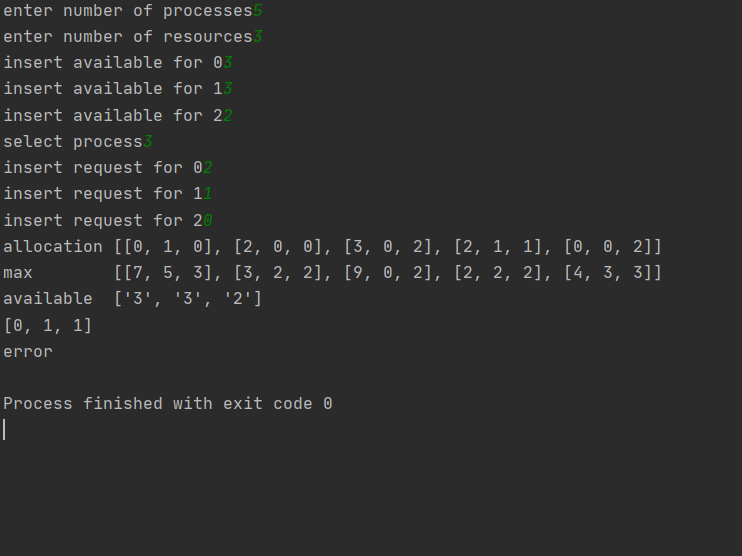 enter number of processes5
enter number of resources3
insert available for 03
insert available for 13
insert available for 22
select process3
insert request for 02
insert request for 11
insert request for 20
allocation [[0, 1, 0], [2, 0, 0], [3, 0, 2], [2, 1, 1], [0, 0, 2]]
max        [[7, 5, 3], [3, 2, 2], [9, 0, 2], [2, 2, 2], [4, 3, 3]]
available  ['3', '3', '2']
[0, 1, 1]
error
Process finished with exit code 0